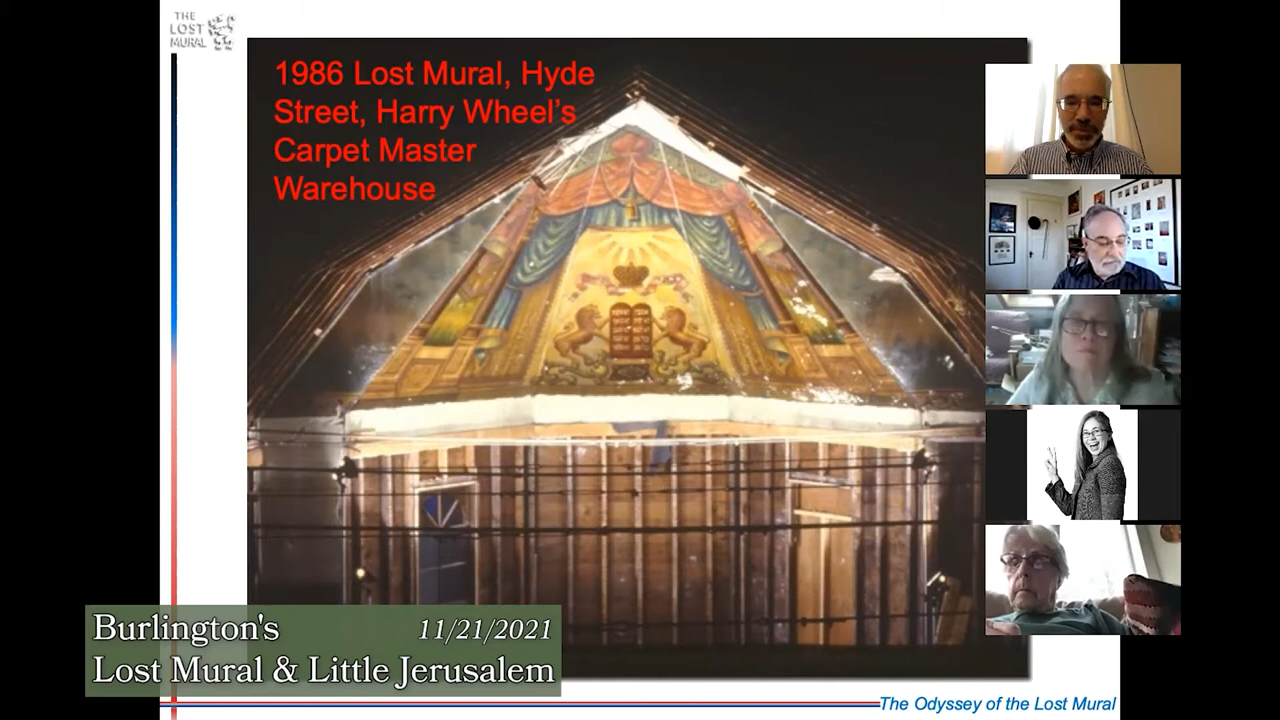 THE
LOST
MURAL
1986 Lost Mural, Hyde
Street, Harry Wheel's
Carpet Master
Warehouse
Burlington's 11/21/2021
Lost Mural & Little Jerusalem
The Odyssey of the Lost Mural